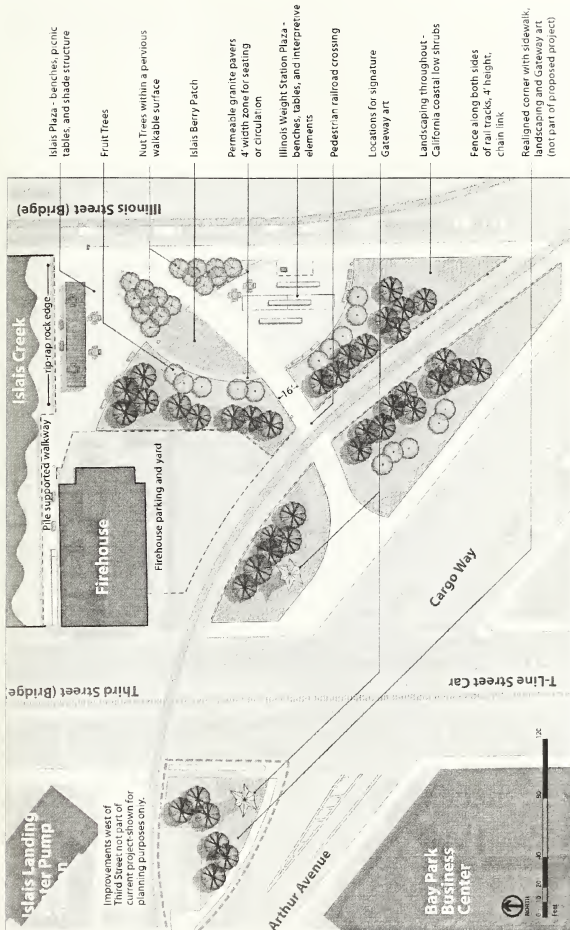 Islais Plaza - benches, picnic
tables, and shade structure
Fruit Trees
Nut Trees within a pervious
walkable surface
Islais Berry Patch
Permeable granite pavers
4' width zone for seating
or circulation
Illinois Weight Station Plaza -
benches, tables, and interpretive
elements
Pedestrian railroad crossing
Locations for signature
Gateway art
Landscaping throughout -
California coastal low shrubs
Fence along both sides
of rail tracks, 4' height,
chain link
Realigned corner with sidewalk,
landscaping and Gateway art
(not part of proposed project)
Illinois Street (Bridge)
Islais Creek
rip-rap rock edge
Pile supported walkway
Firehouse
Firehouse parking and yard
16'
Cargo Way
Third Street (Bridge)
T-Line Street Car
Islais Landing
Pump
Improvements west of
Third Street not part of
current project-shown for
planning purposes only.
Arthur Avenue
Bay Park
Business
Center
NORTH
0 10 20 40 80 120
Feet